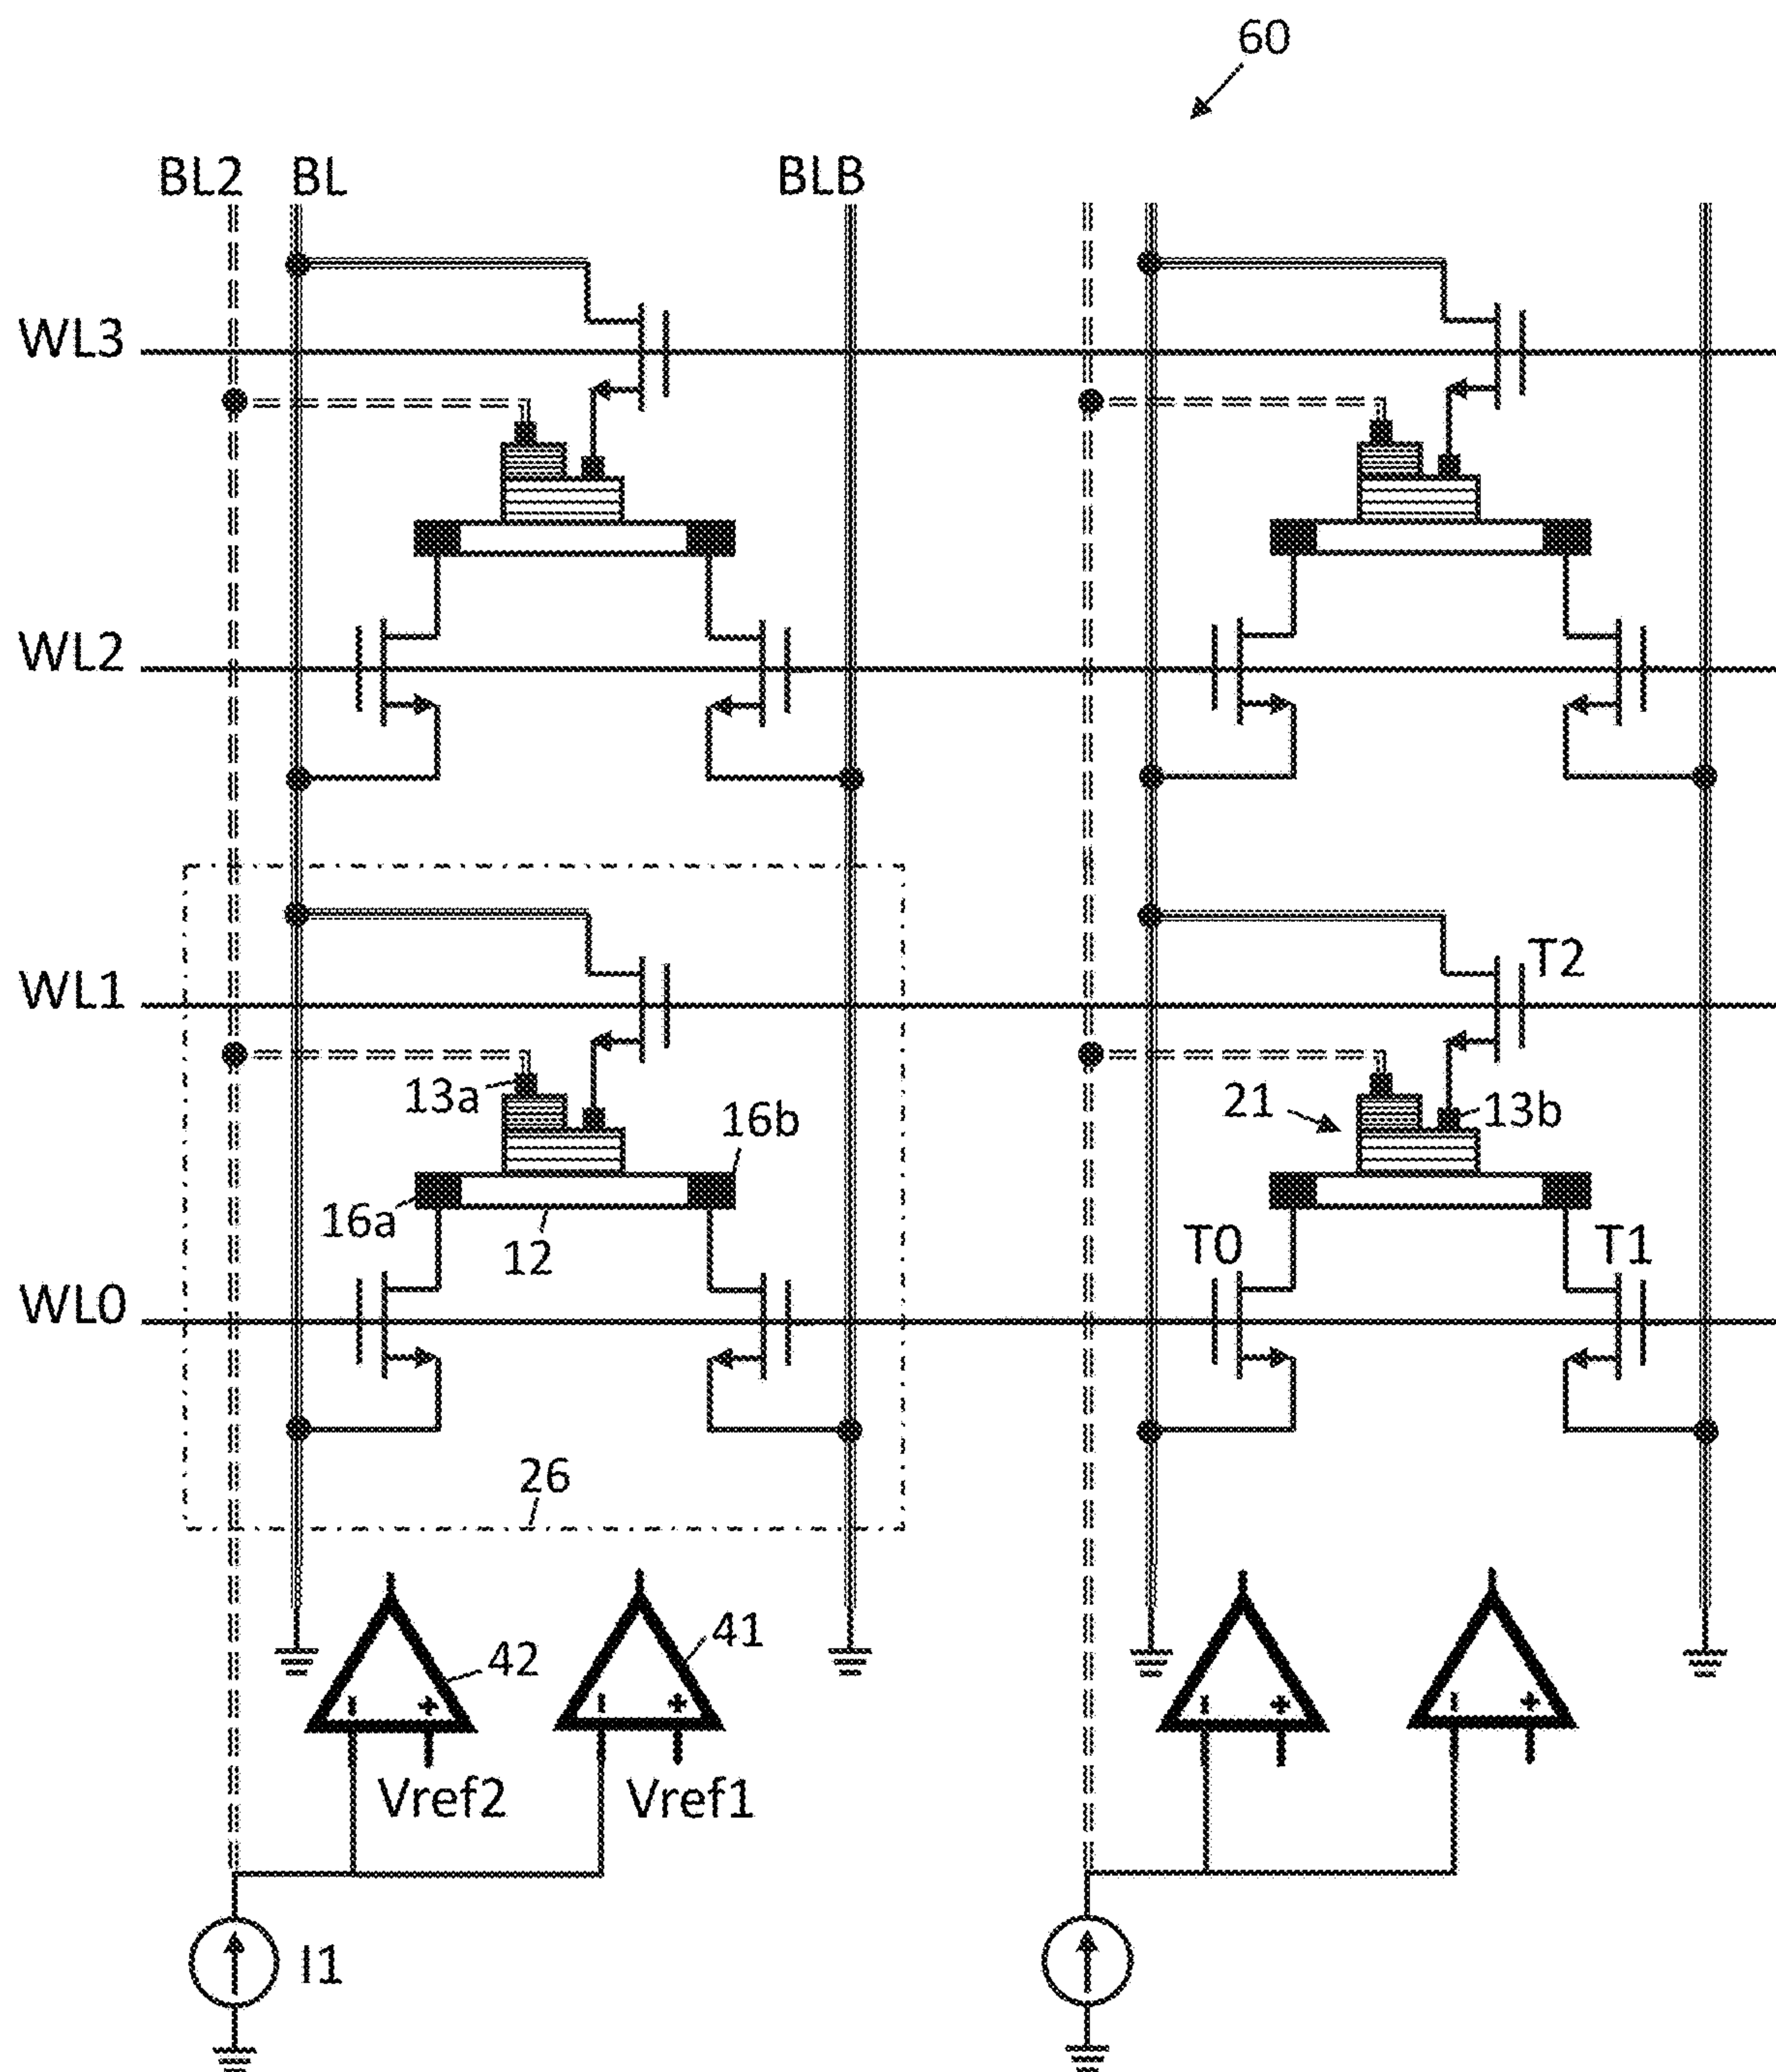 60
BL2 BL BLB
WL3
WL2
WL1 T2
13a 16b 21 13b
16a 12
T0 T1
WL0
26
42 41
- + - + - + - +
Vref2 Vref1
I1